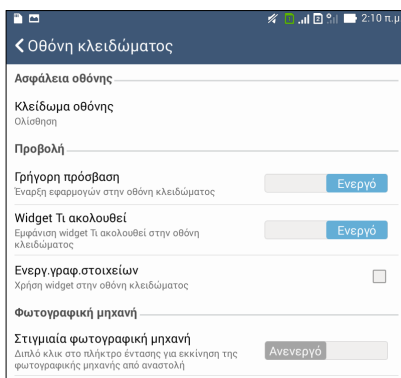 2:10 π.μ
Οθόνη κλειδώματος
Ασφάλεια οθόνης
Κλείδωμα οθόνης
Ολίσθηση
Προβολή
Γρήγορη πρόσβαση
Έναρξη εφαρμογών στην οθόνη κλειδώματος
Ενεργό
Widget Τι ακολουθεί
Εμφάνιση widget Τι ακολουθεί στην οθόνη
κλειδώματος
Ενεργό
Ενεργ.γραφ.στοιχείων
Χρήση widget στην οθόνη κλειδώματος
Φωτογραφική μηχανή
Στιγμιαία φωτογραφική μηχανή
Διπλό κλικ στο πλήκτρο έντασης για εκκίνηση της
φωτογραφικής μηχανής από αναστολή
Ανενεργό